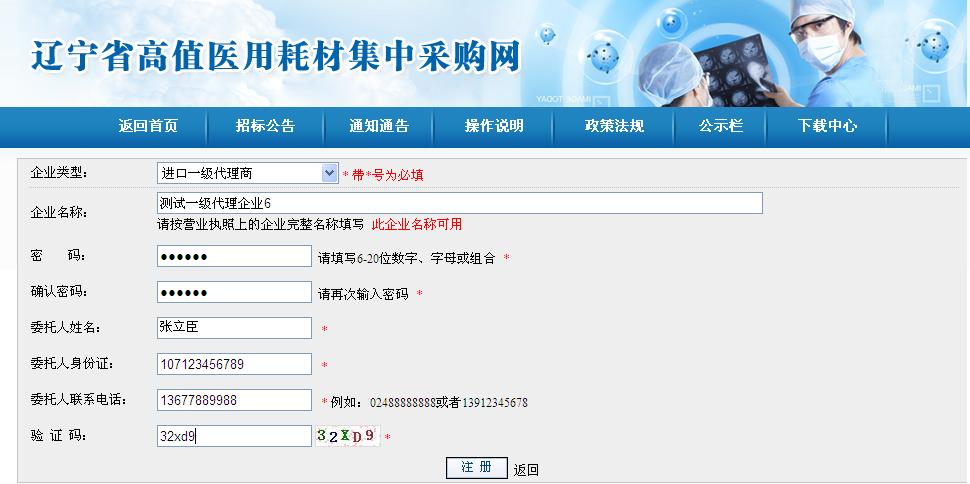 辽宁省高值医用耗材集中采购网
返回首页 招标公告 通知通告 操作说明 政策法规 公示栏 下载中心
企业类型: 进口一级代理商 * 带*号为必填
企业名称: 测试一级代理企业6
请按营业执照上的企业完整名称填写 此企业名称可用
密 码: ●●●●●● 请填写6-20位数字、字母或组合 *
确认密码: ●●●●●● 请再次输入密码 *
委托人姓名: 张立臣 *
委托人身份证: 107123456789 *
委托人联系电话: 13677889988 * 例如: 02488888888或者13912345678
验 证 码: 32xd9 32XD9 *
注 册 返回